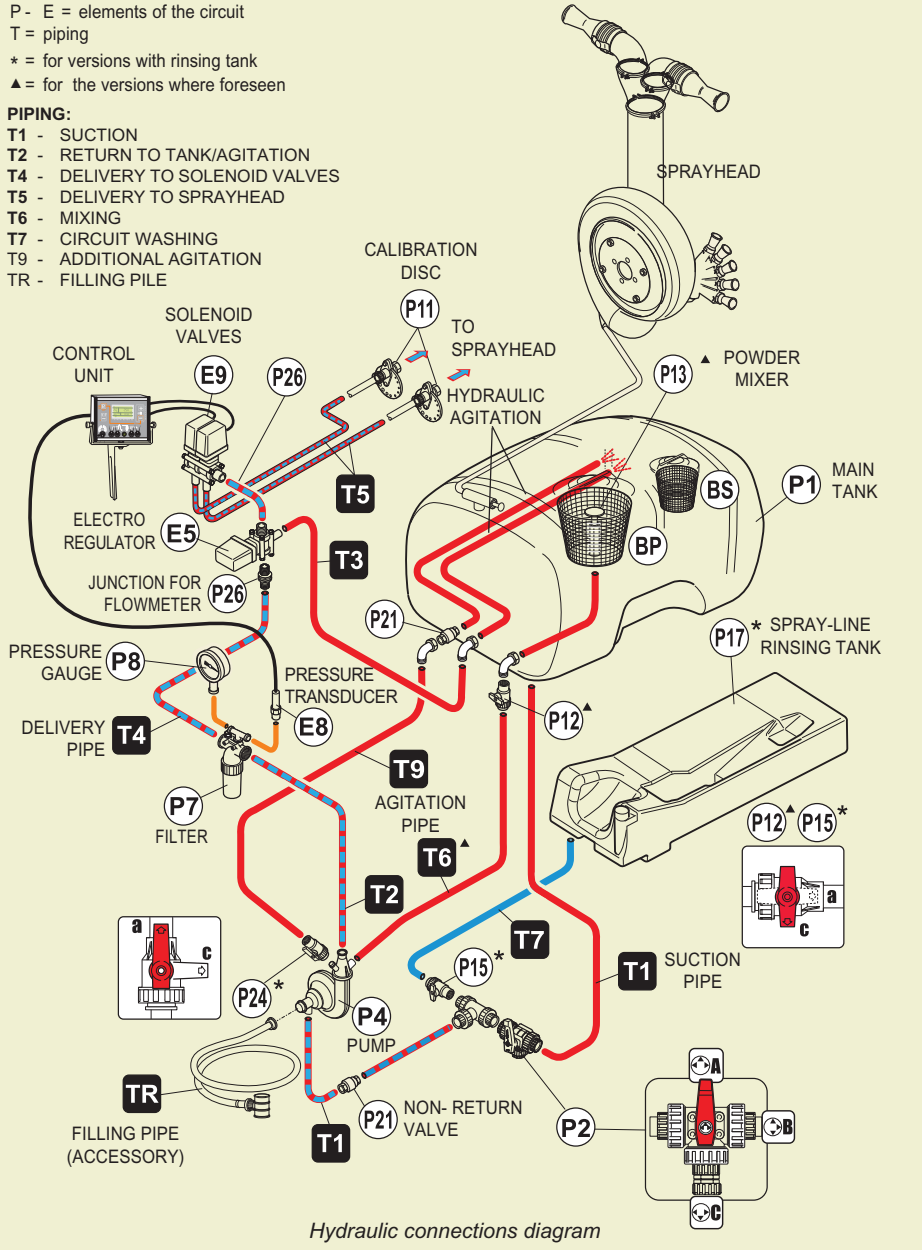 P - E = elements of the circuit
T = piping
* = for versions with rinsing tank
▲ = for the versions where foreseen
PIPING:
T1 - SUCTION
T2 - RETURN TO TANK/AGITATION
T4 - DELIVERY TO SOLENOID VALVES
T5 - DELIVERY TO SPRAYHEAD
T6 - MIXING
T7 - CIRCUIT WASHING
T9 - ADDITIONAL AGITATION
TR - FILLING PILE
SPRAYHEAD
CALIBRATION
DISC
P11
TO
SPRAYHEAD
SOLENOID
VALVES
E9
P26
CONTROL
UNIT
HYDRAULIC
AGITATION
P13 ▲ POWDER
MIXER
T5
BS
BP
P1
MAIN
TANK
ELECTRO
REGULATOR
E5
T3
JUNCTION FOR
FLOWMETER
P26
P21
P17 * SPRAY-LINE
RINSING TANK
PRESSURE
GAUGE
P8
PRESSURE
TRANSDUCER
E8
P12 ▲
DELIVERY
PIPE
T4
T9
AGITATION
PIPE
P7
FILTER
P12 ▲ P15 *
a
c
T6 ▲
T2
T7
a
c
P24 *
P15 *
T1
SUCTION
PIPE
P4
PUMP
TR
FILLING PIPE
(ACCESSORY)
T1
P21
NON- RETURN
VALVE
P2
A
B
C
Hydraulic connections diagram